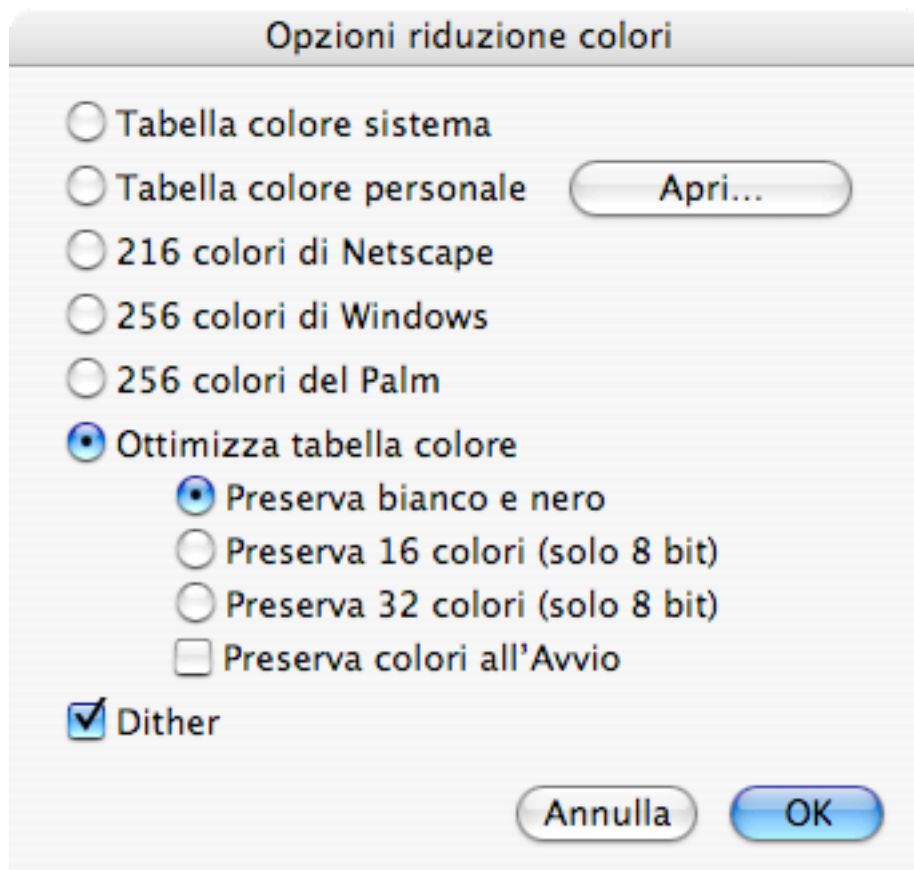 Opzioni riduzione colori
Tabella colore sistema
Tabella colore personale Apri...
216 colori di Netscape
256 colori di Windows
256 colori del Palm
Ottimizza tabella colore
Preserva bianco e nero
Preserva 16 colori (solo 8 bit)
Preserva 32 colori (solo 8 bit)
Preserva colori all’Avvio
Dither
Annulla OK